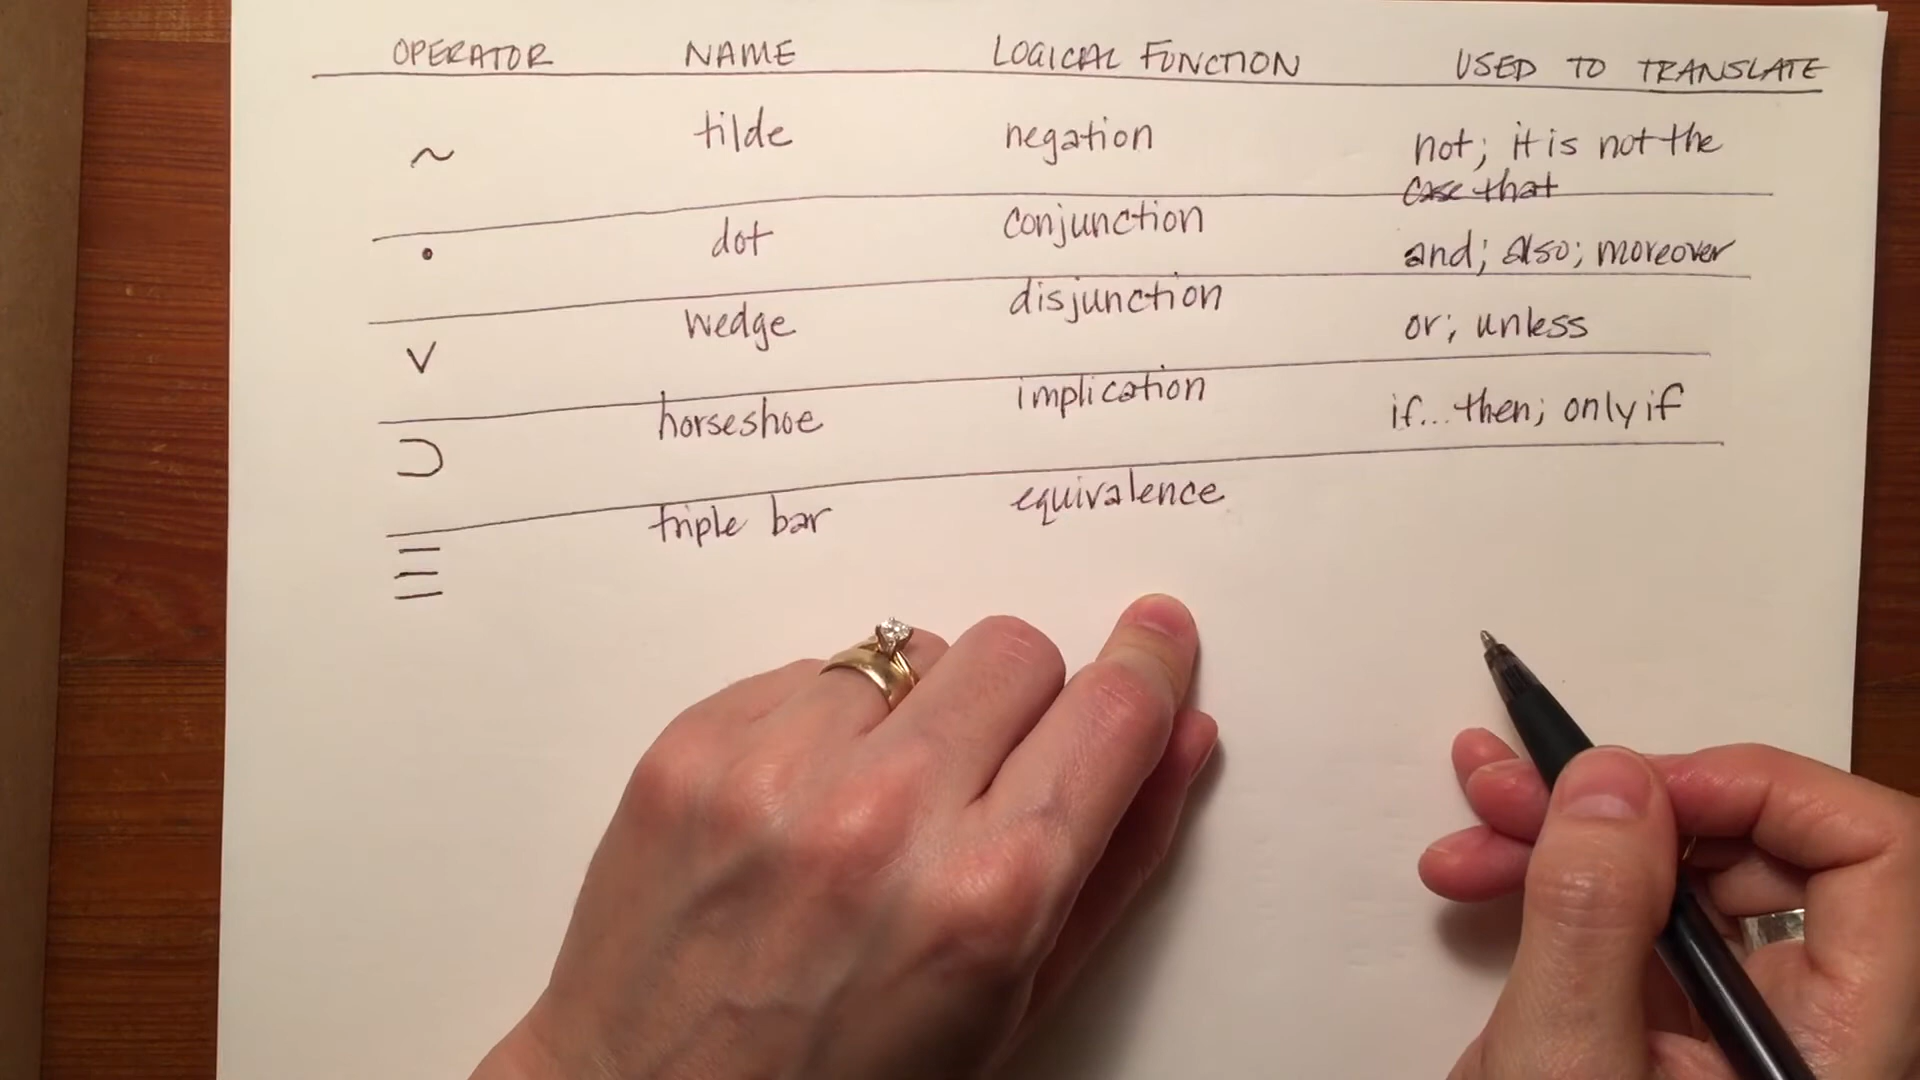 OPERATOR NAME LOGICAL FUNCTION USED TO TRANSLATE
~ tilde negation not; it is not the
case that
• dot conjunction and; also; moreover
v wedge disjunction or; unless
⊃ horseshoe implication if...then; only if
≡ triple bar equivalence